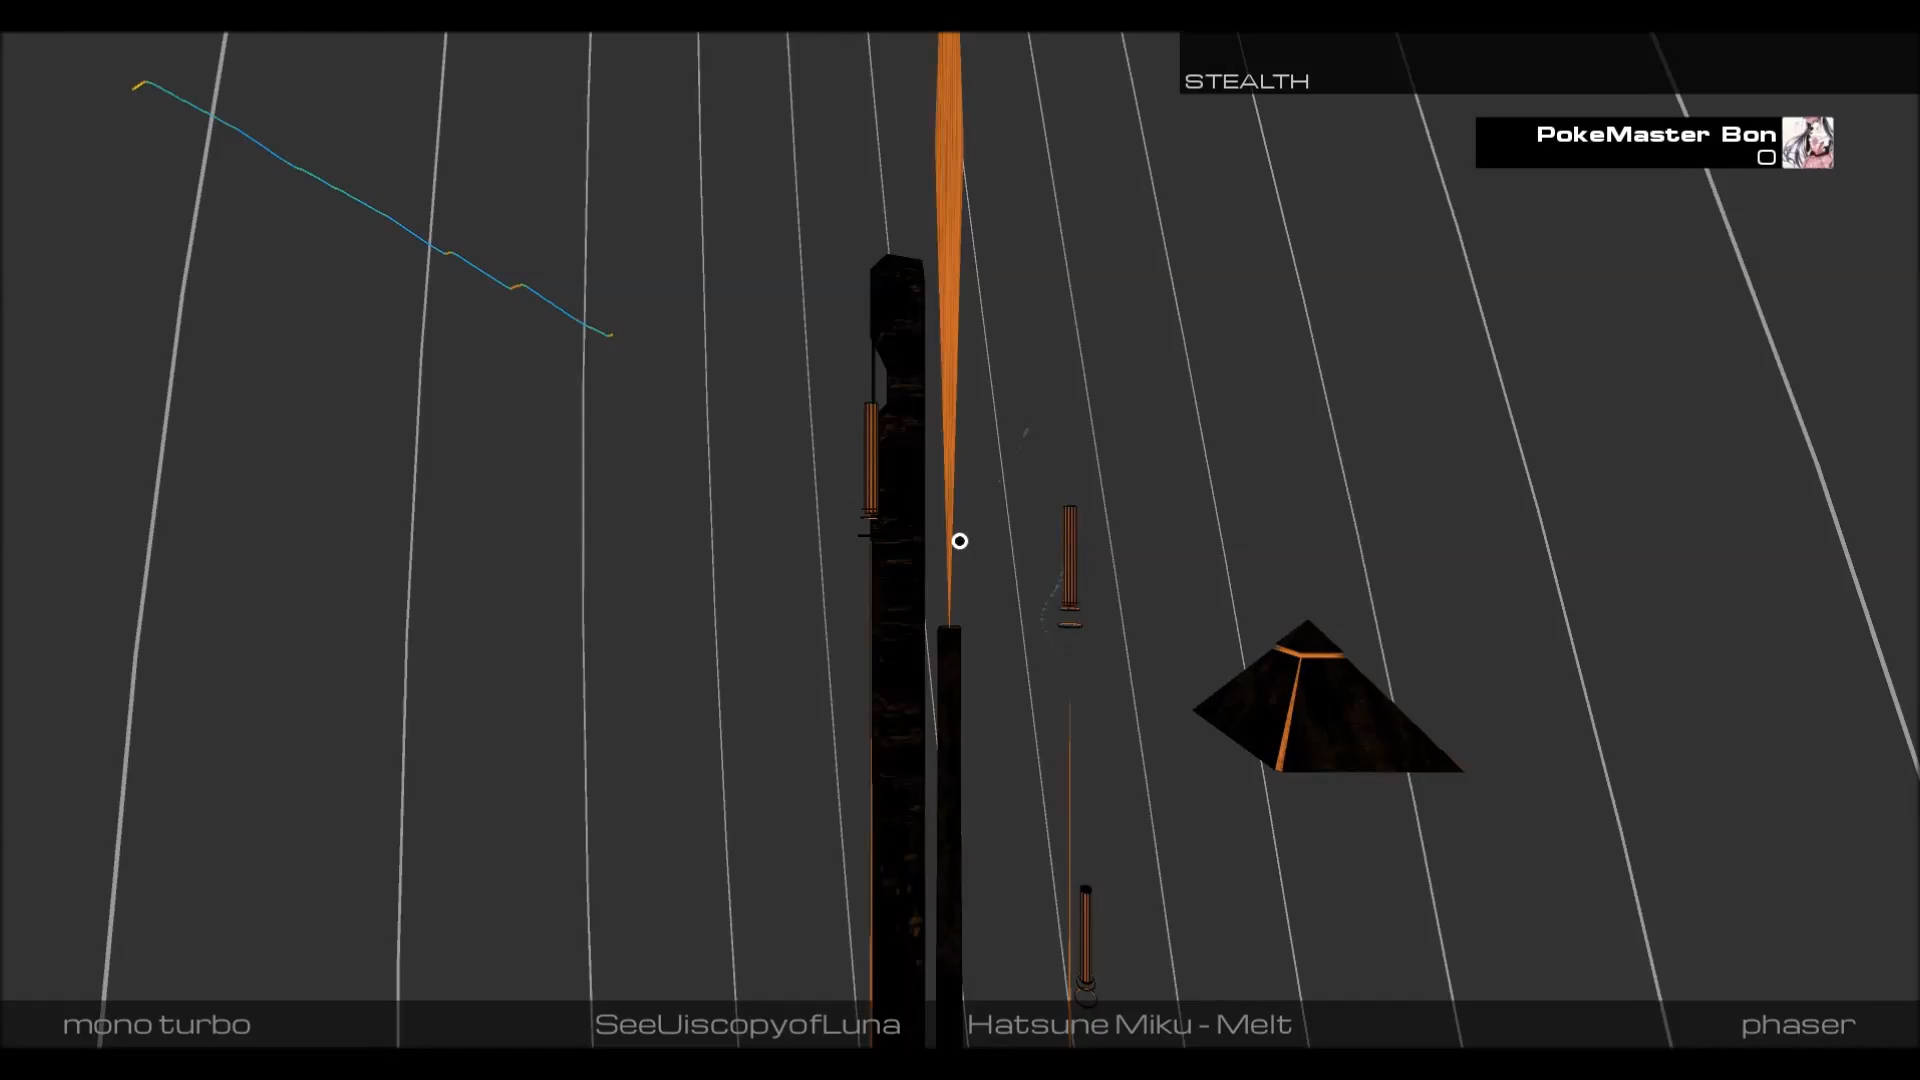 STEALTH
PokeMaster Bon
0
mono turbo
SeeUiscopyofLuna
Hatsune Miku - Melt
phaser